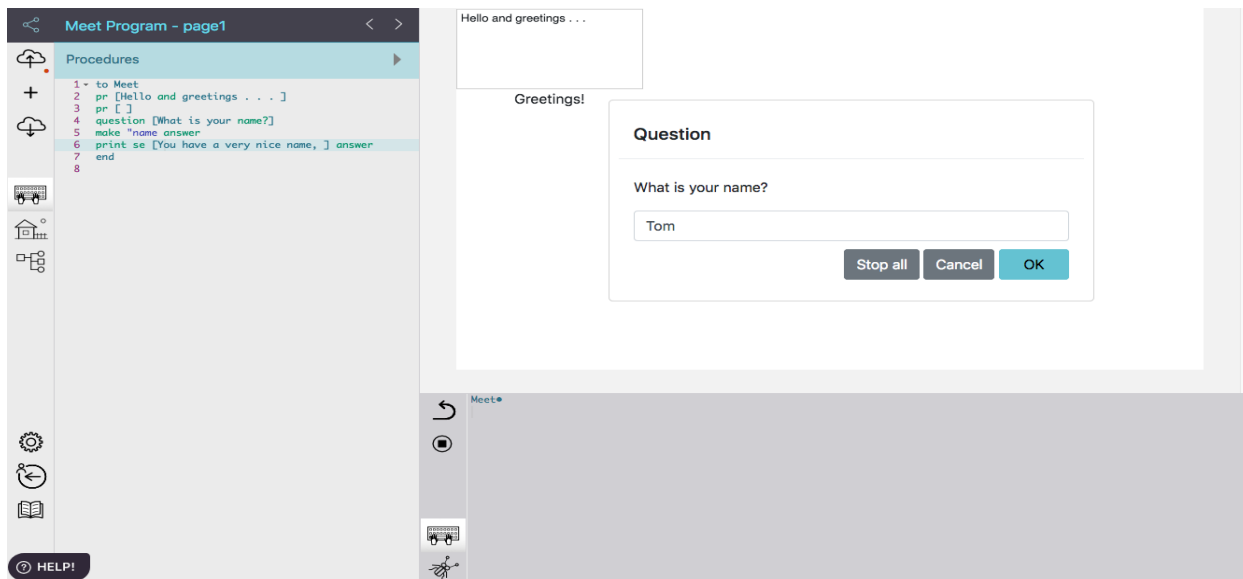 Meet Program - page1
Procedures
1 to Meet
2 pr [Hello and greetings . . . ]
3 pr [ ]
4 question [What is your name?]
5 make "name answer
6 print se [You have a very nice name, ] answer
7 end
8
HELP!
Hello and greetings . . .
Greetings!
Question
What is your name?
Tom
Stop all Cancel OK
Meet